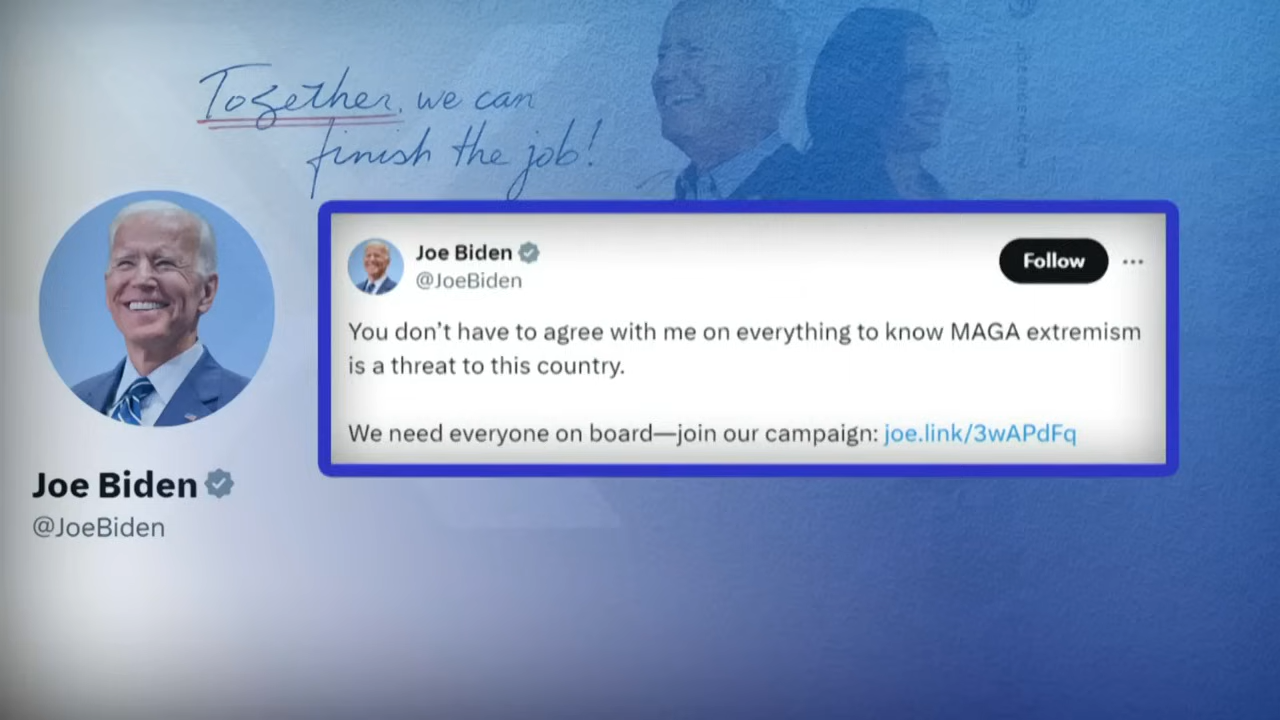 Together, we can
finish the job!
Joe Biden
@JoeBiden
Follow
You don’t have to agree with me on everything to know MAGA extremism
is a threat to this country.
We need everyone on board—join our campaign: joe.link/3wAPdFq
Joe Biden
@JoeBiden